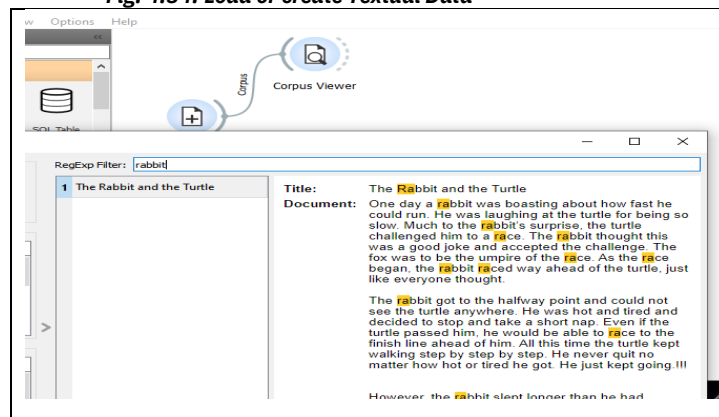 Options Help
Corpus
Corpus Viewer
SQL Table
RegExp Filter: rabbit
1 The Rabbit and the Turtle
Title: The Rabbit and the Turtle
Document: One day a rabbit was boasting about how fast he
could run. He was laughing at the turtle for being so
slow. Much to the rabbit's surprise, the turtle
challenged him to a race. The rabbit thought this
was a good joke and accepted the challenge. The
fox was to be the umpire of the race. As the race
began, the rabbit raced way ahead of the turtle, just
like everyone thought.
The rabbit got to the halfway point and could not
see the turtle anywhere. He was hot and tired and
decided to stop and take a short nap. Even if the
turtle passed him, he would be able to race to the
finish line ahead of him. All this time the turtle kept
walking step by step by step. He never quit no
matter how hot or tired he got. He just kept going.!!!
However, the rabbit slept longer than he had